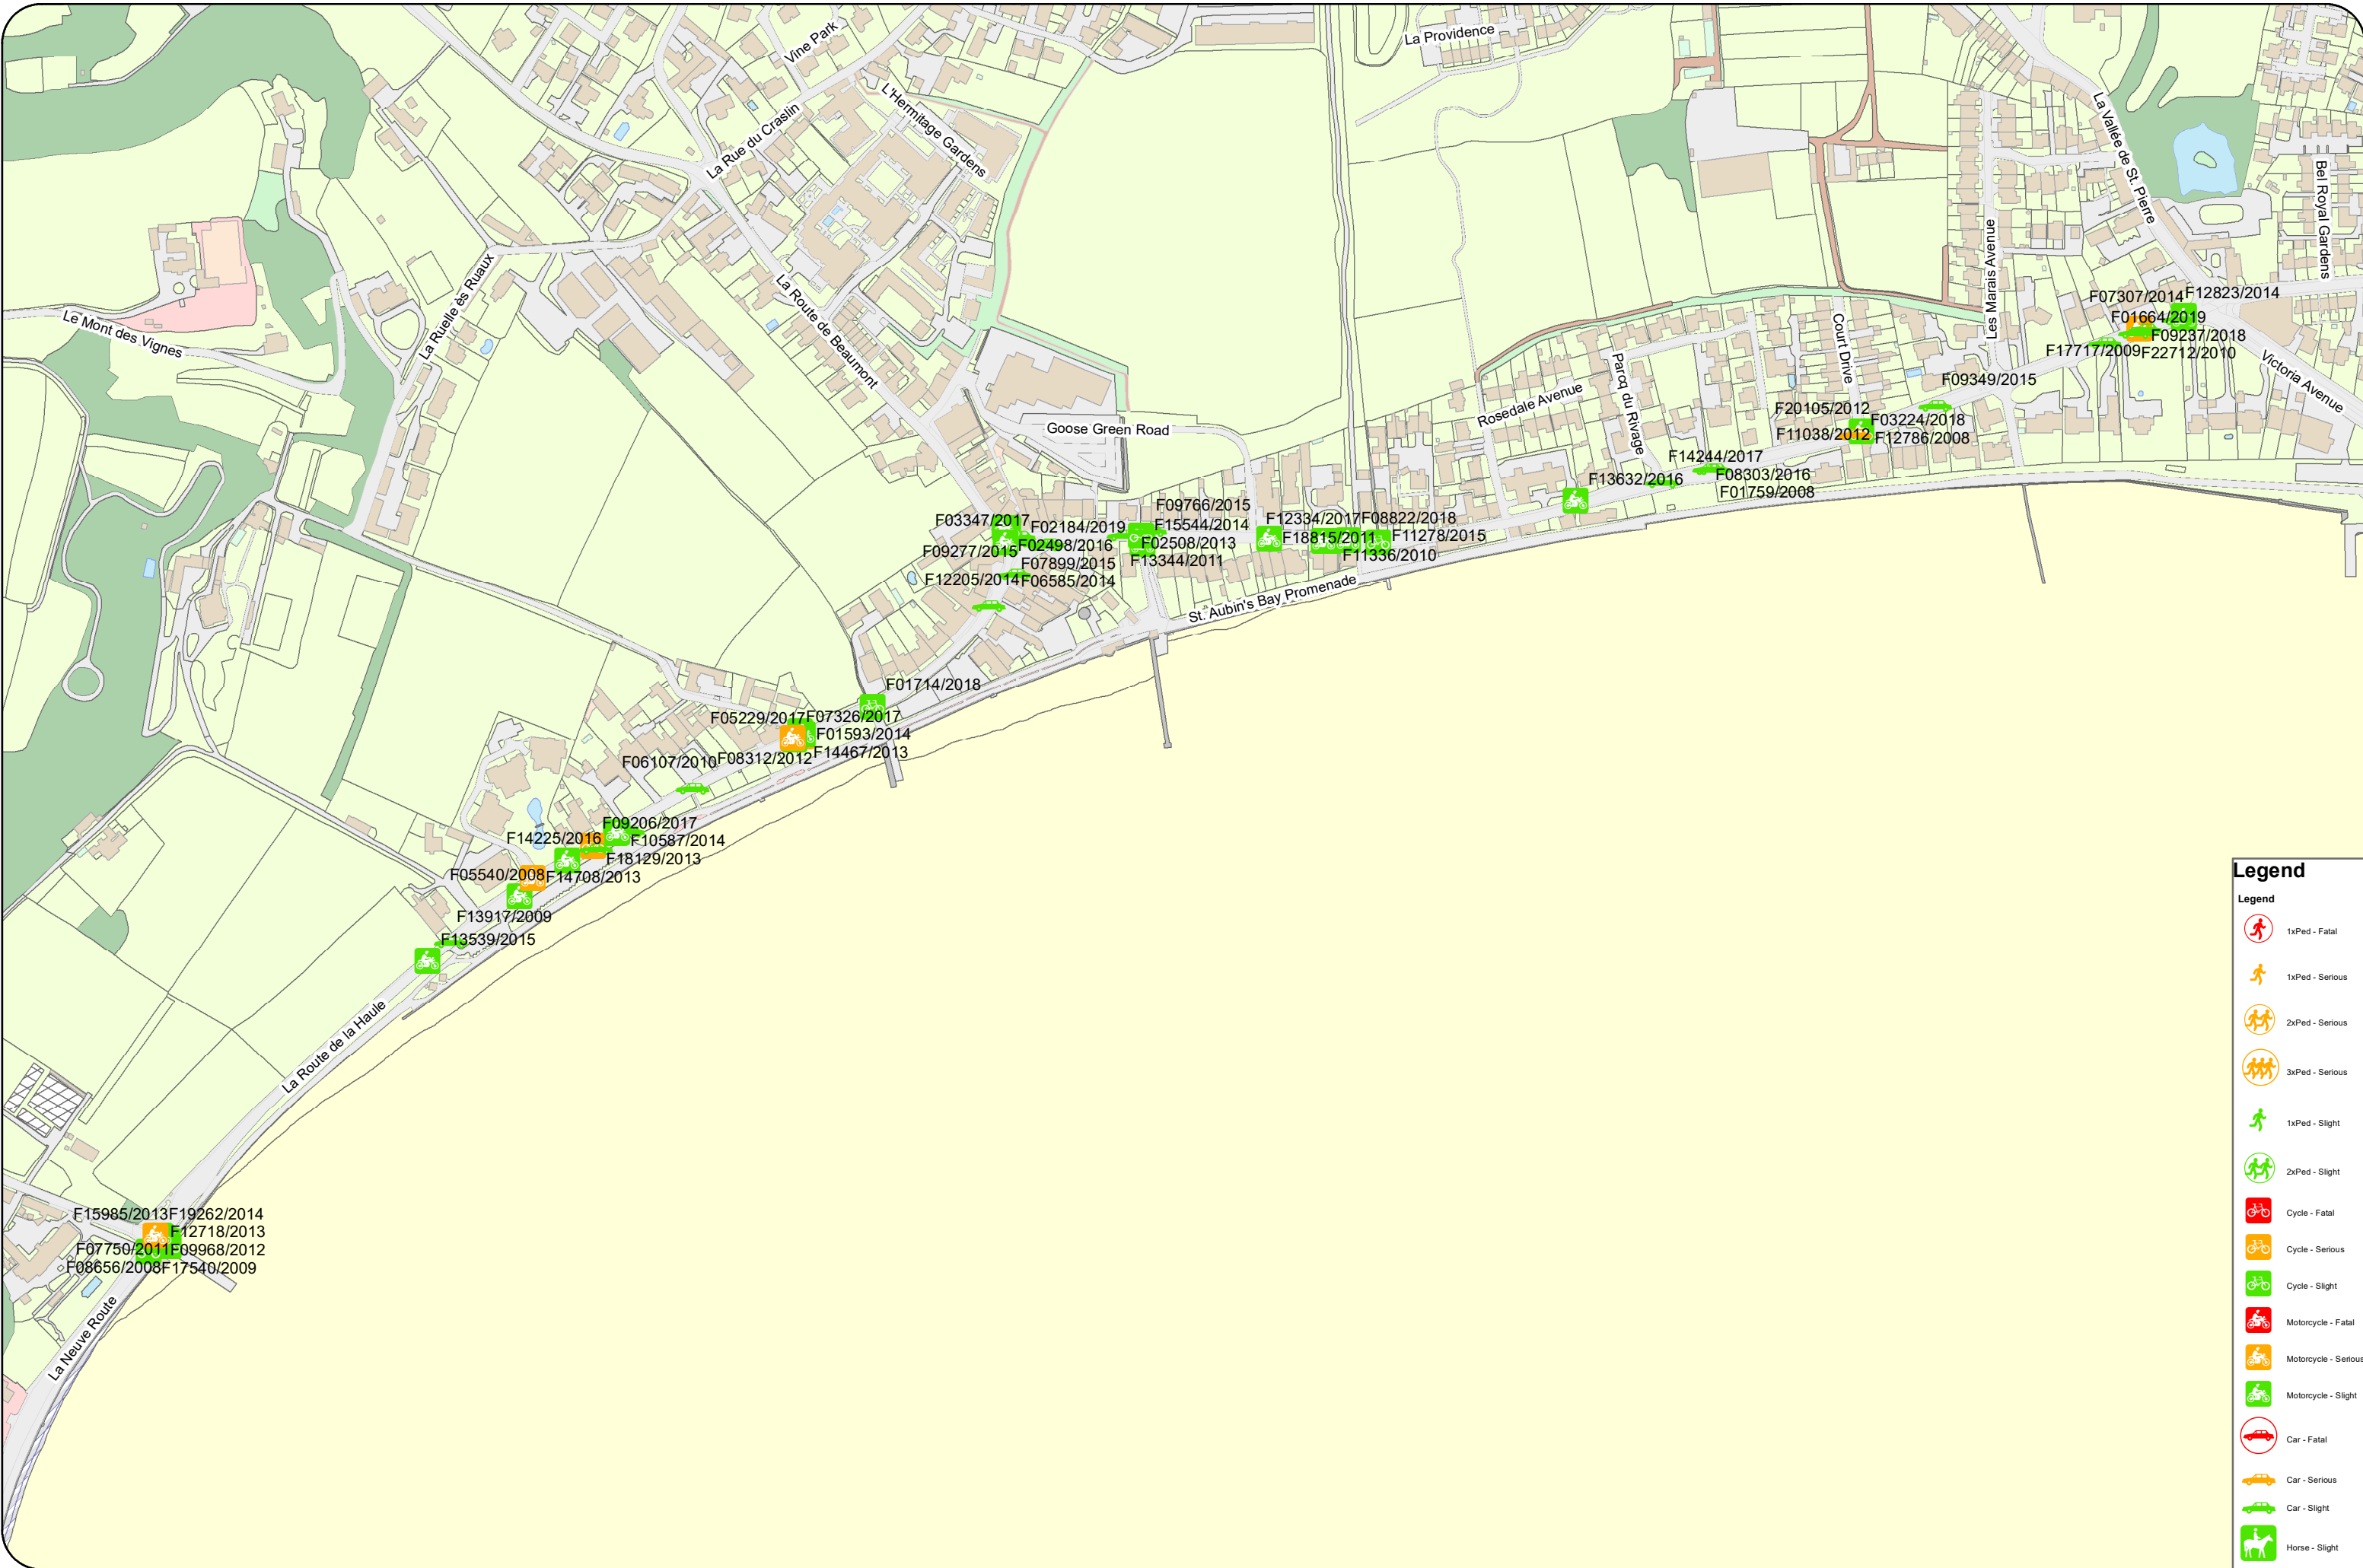 La Providence
Vine Park
L'Hermitage Gardens
La Rue du Craslin
La Vallée de St. Pierre
Bel Royal Gardens
Les Marais Avenue
La Ruelle ès Ruaux
Le Mont des Vignes
La Route de Beaumont
Court Drive
Parcq du Rivage
Rosedale Avenue
Victoria Avenue
Goose Green Road
F07307/2014
F12823/2014
F01664/2019
F09237/2018
F17717/2009
F22712/2010
F09349/2015
F20105/2012
F03224/2018
F11038/2012
F12786/2008
F14244/2017
F13632/2016
F08303/2016
F01759/2008
F09766/2015
F03347/2017
F02184/2019
F15544/2014
F12334/2017
F08822/2018
F18815/2011
F11278/2015
F09277/2015
F02498/2016
F02508/2013
F11336/2010
F07899/2015
F13344/2011
F12205/2014
F06585/2014
St. Aubin's Bay Promenade
F01714/2018
F05229/2017
F07326/2017
F01593/2014
F14467/2013
F06107/2010
F08312/2012
F09206/2017
F14225/2016
F10587/2014
F18129/2013
F05540/2008
F14708/2013
F13917/2009
F13539/2015
La Route de la Haule
F15985/2013
F19262/2014
F12718/2013
F07750/2011
F09968/2012
F08656/2008
F17540/2009
La Neuve Route
Legend
Legend
1xPed - Fatal
1xPed - Serious
2xPed - Serious
3xPed - Serious
1xPed - Slight
2xPed - Slight
Cycle - Fatal
Cycle - Serious
Cycle - Slight
Motorcycle - Fatal
Motorcycle - Serious
Motorcycle - Slight
Car - Fatal
Car - Serious
Car - Slight
Horse - Slight